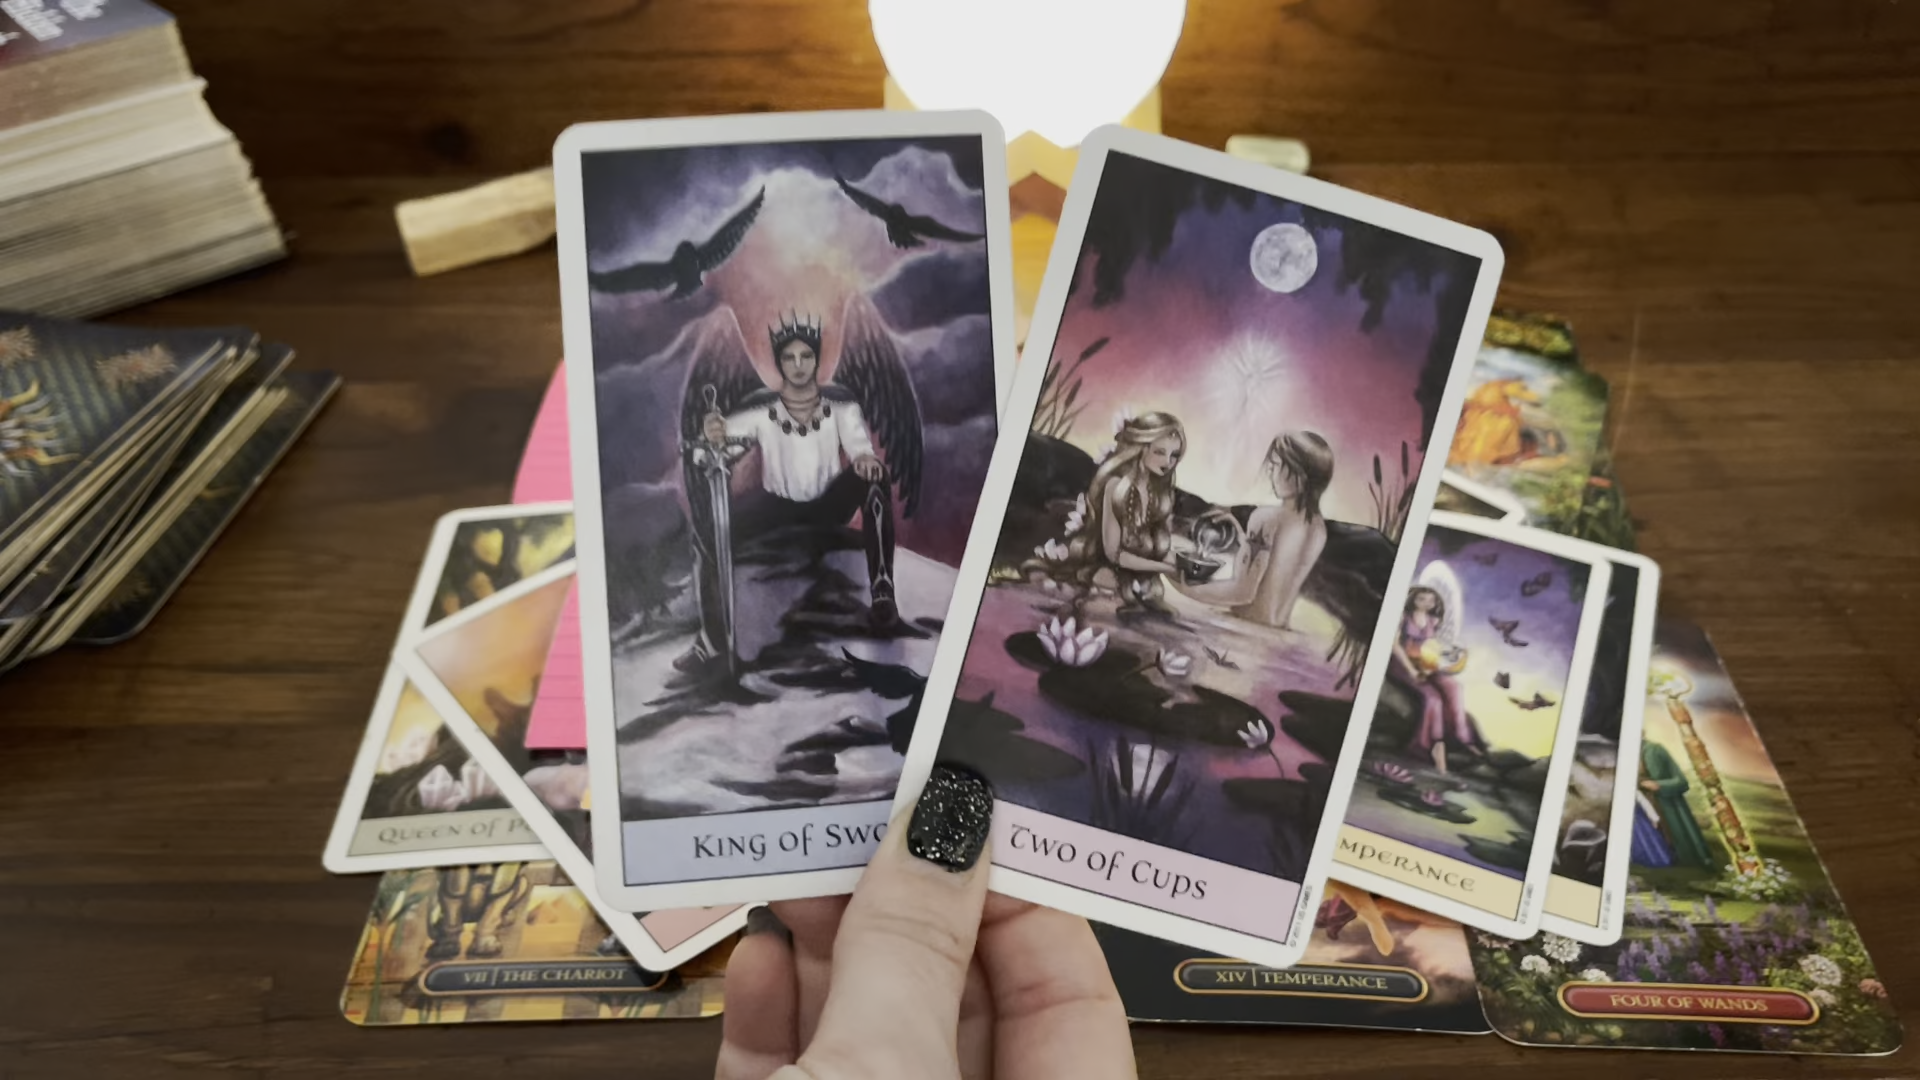 KING OF SWO
TWO OF CUPS
QUEEN OF P
MPERANCE
VII | THE CHARIOT
XIV | TEMPERANCE
FOUR OF WANDS